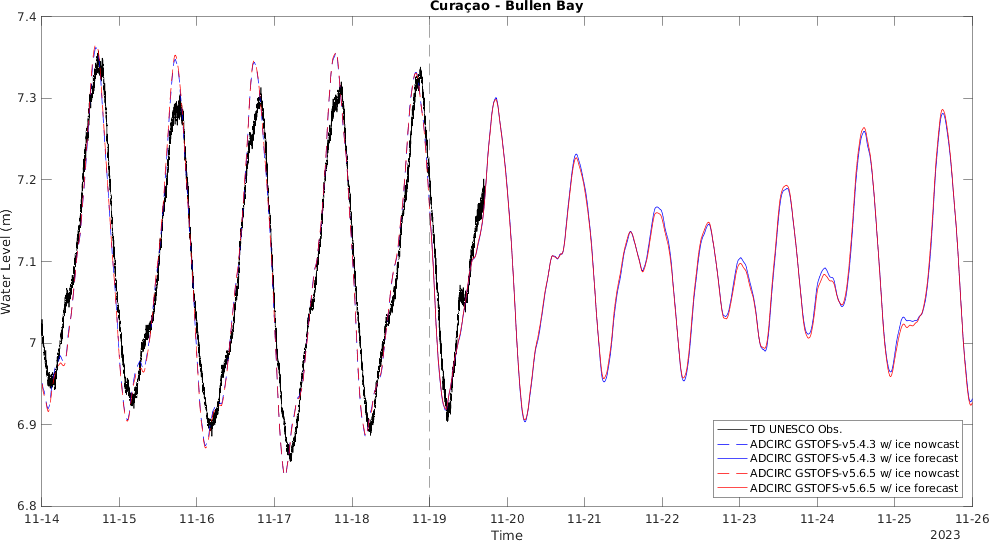 Curaçao - Bullen Bay
7.4
7.3
7.2
7.1
7
6.9
6.8
Water Level (m)
TD UNESCO Obs.
ADCIRC GSTOFS-v5.4.3 w/ ice nowcast
ADCIRC GSTOFS-v5.4.3 w/ ice forecast
ADCIRC GSTOFS-v5.6.5 w/ ice nowcast
ADCIRC GSTOFS-v5.6.5 w/ ice forecast
11-14 11-15 11-16 11-17 11-18 11-19 11-20 11-21 11-22 11-23 11-24 11-25 11-26
Time
2023